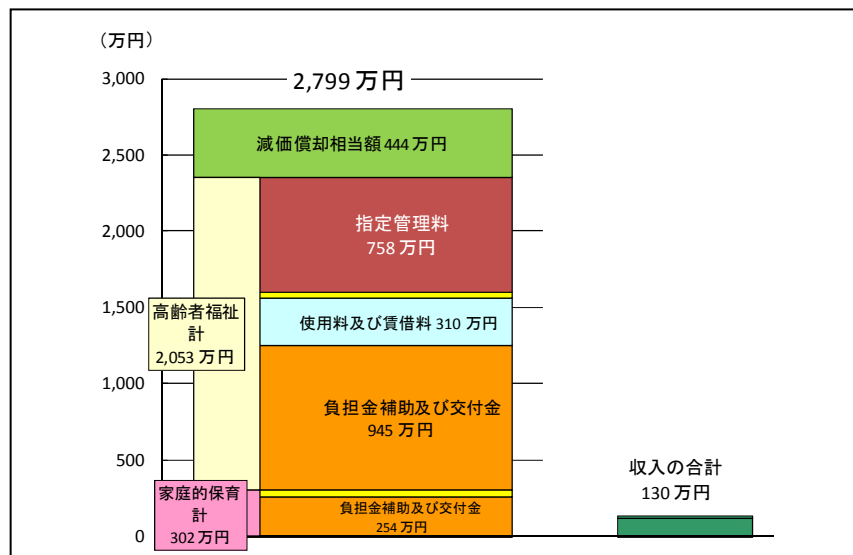 （万円）
3,000
2,799 万円
減価償却相当額 444 万円
2,500
指定管理料
758 万円
2,000
1,500
高齢者福祉
計
2,053 万円
使用料及び賃借料 310 万円
1,000
負担金補助及び交付金
945 万円
500
家庭的保育
計
302 万円
負担金補助及び交付金
254 万円
0
収入の合計
130 万円